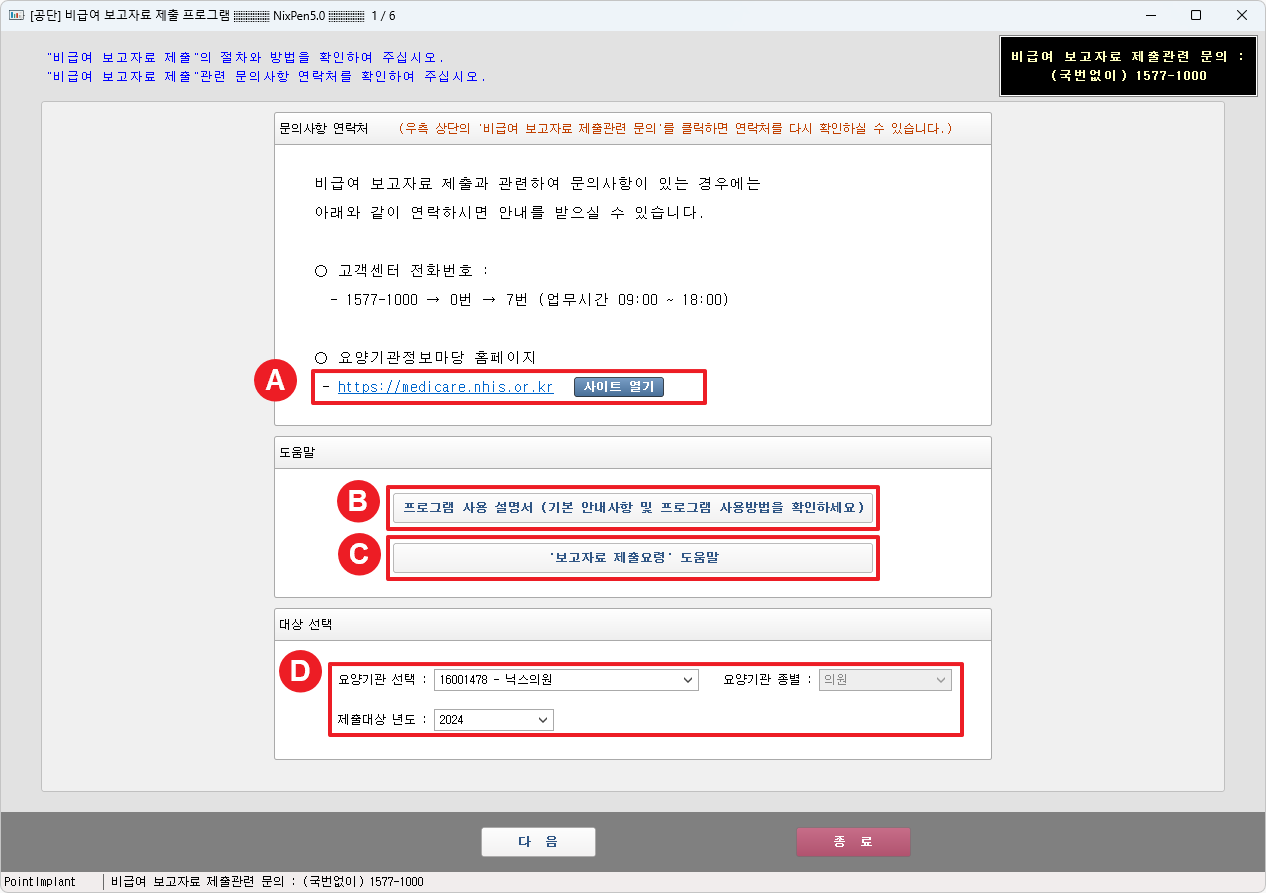 [공단] 비급여 보고자료 제출 프로그램 ▒▒▒▒ NixPen5.0 ▒▒▒▒ 1 / 6
"비급여 보고자료 제출"의 절차와 방법을 확인하여 주십시오.
"비급여 보고자료 제출"관련 문의사항 연락처를 확인하여 주십시오.
비급여 보고자료 제출관련 문의 :
(국번없이) 1577-1000
문의사항 연락처 (우측 상단의 '비급여 보고자료 제출관련 문의'를 클릭하면 연락처를 다시 확인하실 수 있습니다.)
비급여 보고자료 제출과 관련하여 문의사항이 있는 경우에는
아래와 같이 연락하시면 안내를 받으실 수 있습니다.
○ 고객센터 전화번호 :
- 1577-1000 → 0번 → 7번 (업무시간 09:00 ~ 18:00)
○ 요양기관정보마당 홈페이지
A
- https://medicare.nhis.or.kr 사이트 열기
도움말
B
프로그램 사용 설명서 (기본 안내사항 및 프로그램 사용방법을 확인하세요)
C
'보고자료 제출요령' 도움말
대상 선택
D
요양기관 선택 : 16001478 - 닉스의원 요양기관 종별 : 의원
제출대상 년도 : 2024
다 음 종 료
PointImplant 비급여 보고자료 제출관련 문의 : (국번없이) 1577-1000